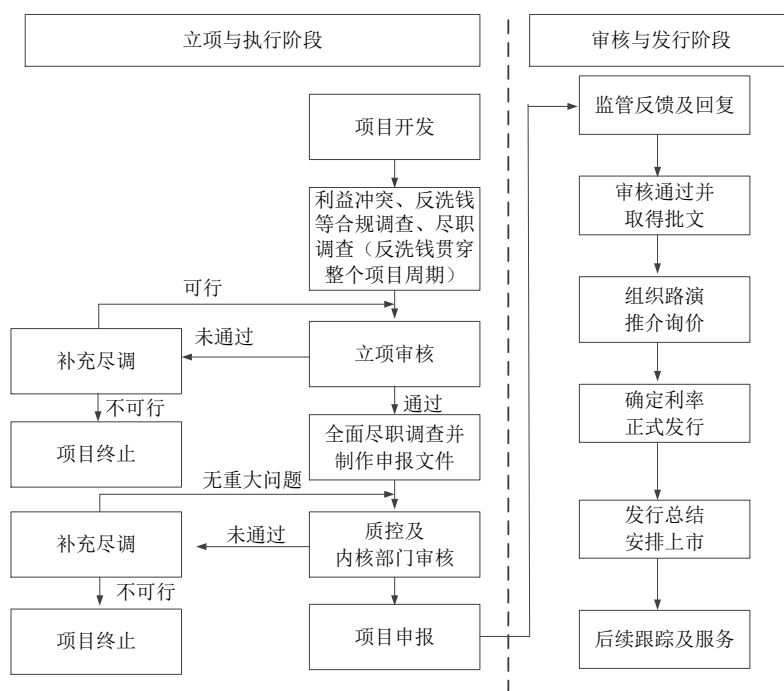 立项与执行阶段
审核与发行阶段
项目开发
利益冲突、反洗钱
等合规调查、尽职
调查（反洗钱贯穿
整个项目周期）
可行
未通过
补充尽调
立项审核
不可行
通过
项目终止
全面尽职调查并
制作申报文件
无重大问题
补充尽调
未通过
质控及
内核部门审核
不可行
项目终止
项目申报
监管反馈及回复
审核通过并
取得批文
组织路演
推介询价
确定利率
正式发行
发行总结
安排上市
后续跟踪及服务